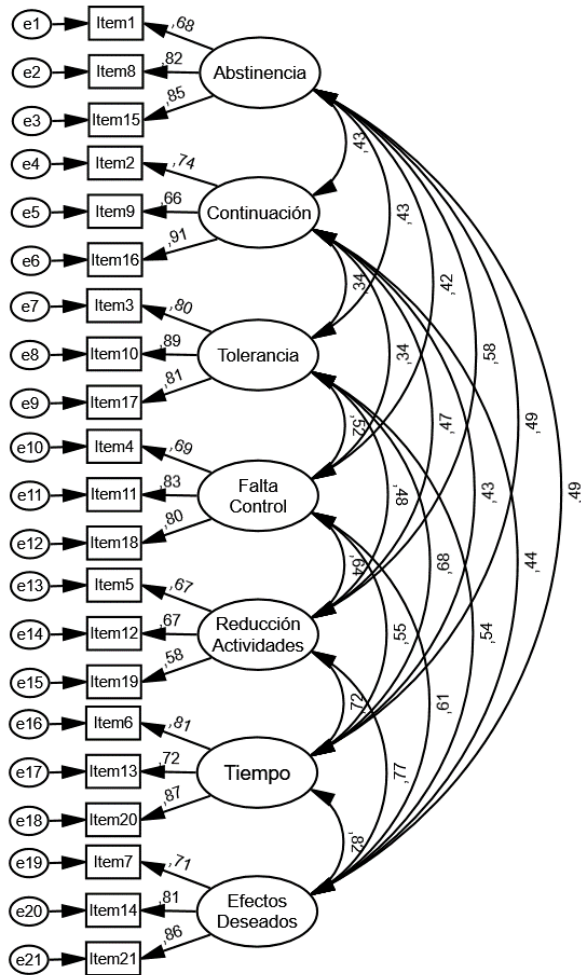 e1
Item1
,68
e2
Item8
,82
Abstinencia
e3
Item15
,85
e4
Item2
,74
,43
e5
Item9
,66
Continuación
,43
e6
Item16
,91
,42
e7
Item3
,80
,34
e8
Item10
,89
Tolerancia
,34
,58
e9
Item17
,81
,47
,49
e10
Item4
,69
,52
e11
Item11
,83
Falta
Control
,48
,43
,49
e12
Item18
,80
,68
,44
e13
Item5
,67
,64
e14
Item12
,67
Reducción
Actividades
,55
,54
e15
Item19
,58
e16
Item6
,81
,72
,61
e17
Item13
,72
Tiempo
,77
e18
Item20
,87
e19
Item7
,71
,82
e20
Item14
,81
Efectos
Deseados
e21
Item21
,86